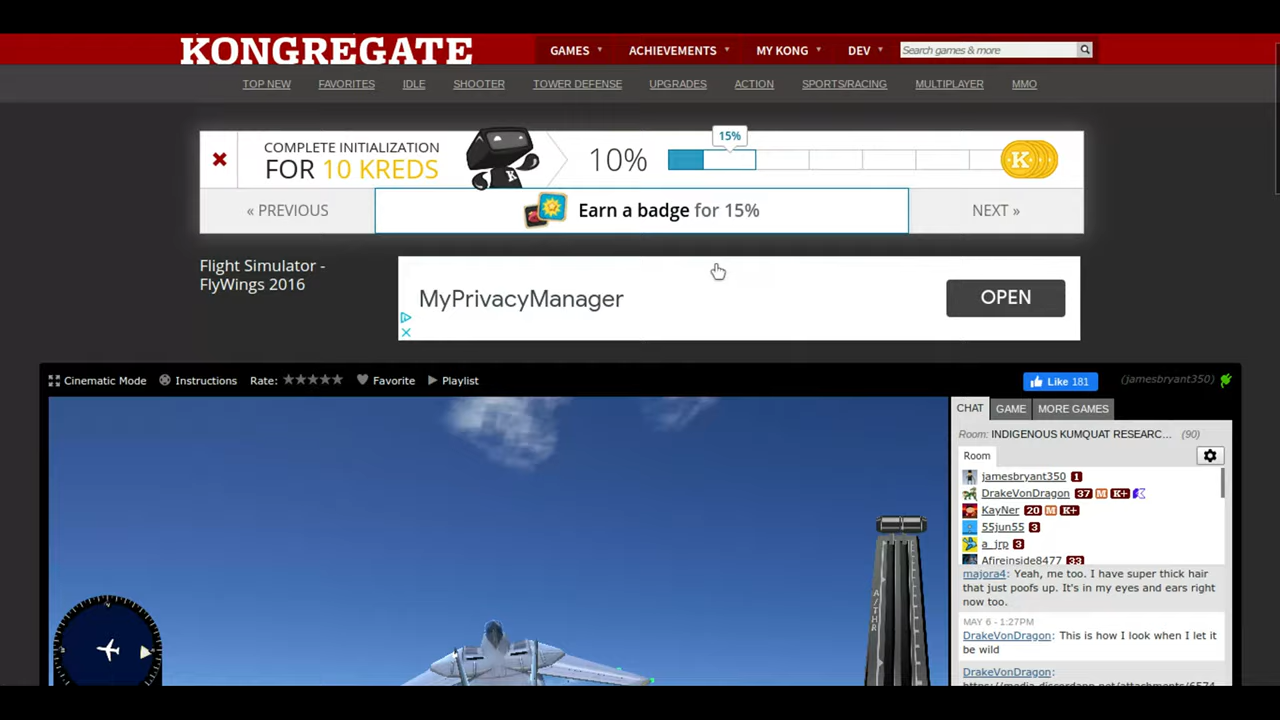 KONGREGATE
GAMES ACHIEVEMENTS MY KONG DEV Search games & more
TOP NEW FAVORITES IDLE SHOOTER TOWER DEFENSE UPGRADES ACTION SPORTS/RACING MULTIPLAYER MMO
15%
COMPLETE INITIALIZATION
FOR 10 KREDS
10%
K
K
« PREVIOUS
Earn a badge for 15%
NEXT »
Flight Simulator -
FlyWings 2016
MyPrivacyManager
OPEN
Cinematic Mode Instructions Rate: Favorite Playlist
Like 181
(jamesbryant350)
CHAT GAME MORE GAMES
Room: INDIGENOUS KUMQUAT RESEARC... (90)
Room
jamesbryant350 1
DrakeVonDragon 37 M K+
KayNer 20 M K+
55jun55 3
a_jrp 3
Afireinside8477 33
majora4: Yeah, me too. I have super thick hair
that just poofs up. It's in my eyes and ears right
now too.
MAY 6 - 1:27PM
DrakeVonDragon: This is how I look when I let it
be wild
DrakeVonDragon:
A/THR